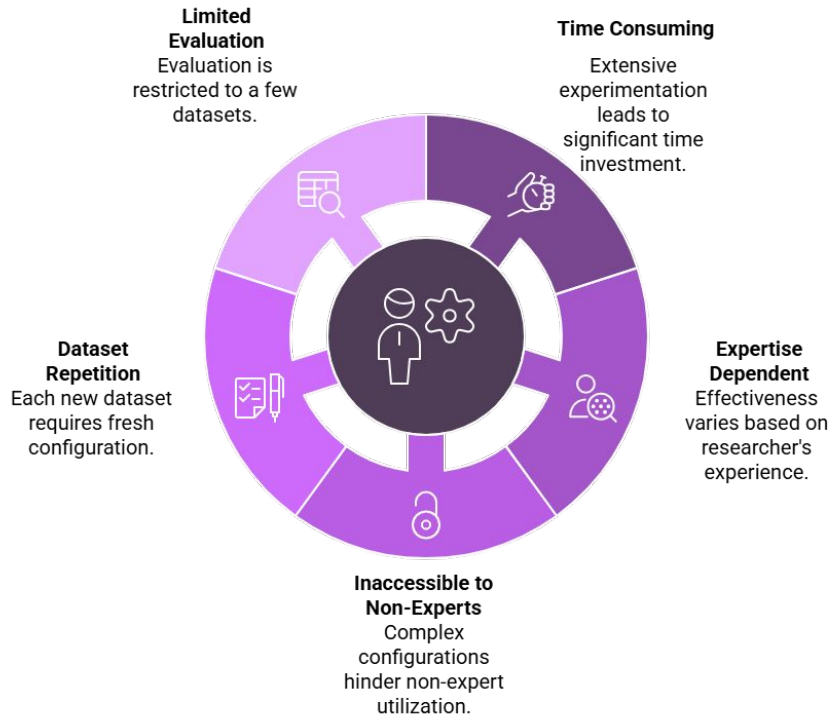 Limited
Evaluation
Evaluation is
restricted to a few
datasets.
Time Consuming
Extensive
experimentation
leads to
significant time
investment.
Dataset
Repetition
Each new dataset
requires fresh
configuration.
Expertise
Dependent
Effectiveness
varies based on
researcher's
experience.
Inaccessible to
Non-Experts
Complex
configurations
hinder non-expert
utilization.